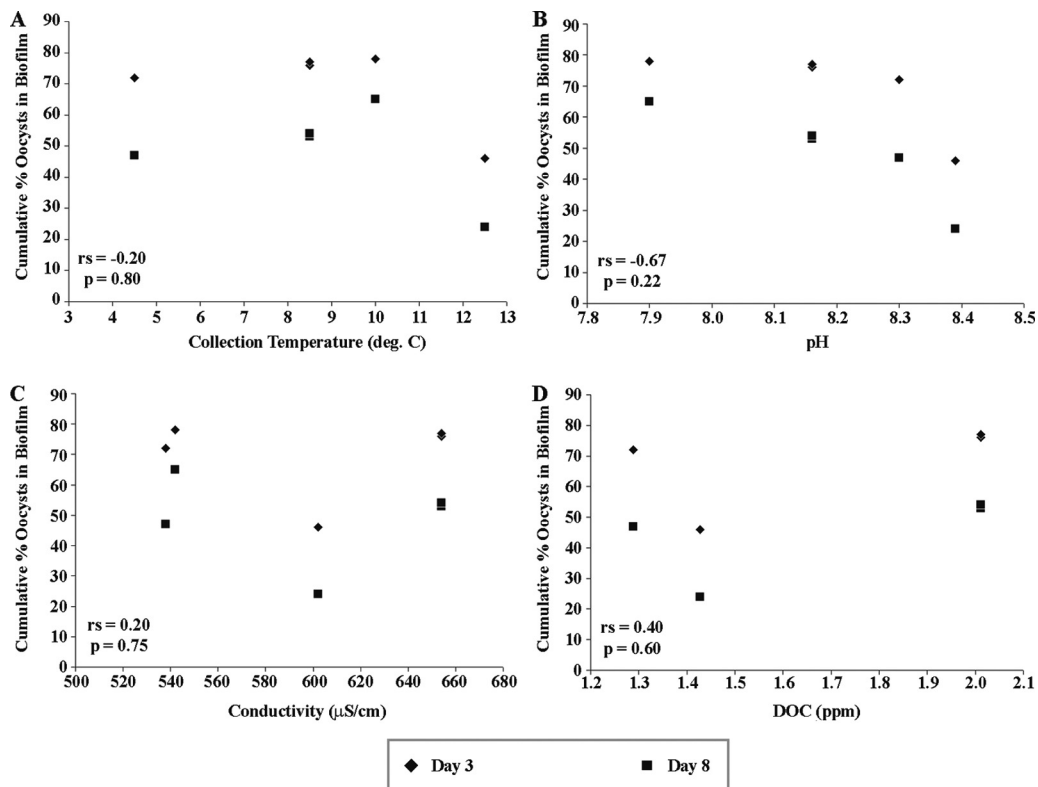 A
Cumulative % Oocysts in Biofilm
90
80
70
60
50
40
30
20
10
0
rs = -0.20
p = 0.80
3 4 5 6 7 8 9 10 11 12 13
Collection Temperature (deg. C)
B
Cumulative % Oocysts in Biofilm
90
80
70
60
50
40
30
20
10
0
rs = -0.67
p = 0.22
7.8 7.9 8.0 8.1 8.2 8.3 8.4 8.5
pH
C
Cumulative % Oocysts in Biofilm
90
80
70
60
50
40
30
20
10
0
rs = 0.20
p = 0.75
500 520 540 560 580 600 620 640 660 680
Conductivity (μS/cm)
D
Cumulative % Oocysts in Biofilm
90
80
70
60
50
40
30
20
10
0
rs = 0.40
p = 0.60
1.2 1.3 1.4 1.5 1.6 1.7 1.8 1.9 2.0 2.1
DOC (ppm)
Day 3
Day 8